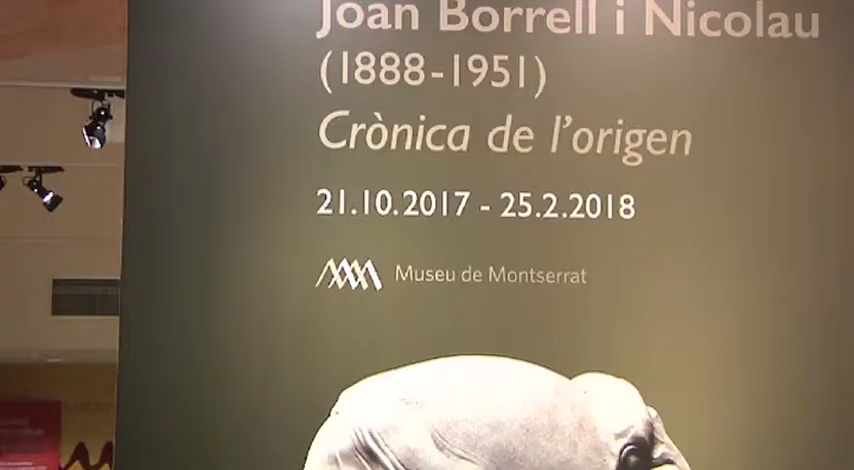 Joan Borrell i Nicolau
(1888-1951)
Crònica de l'origen
21.10.2017 - 25.2.2018
Museu de Montserrat